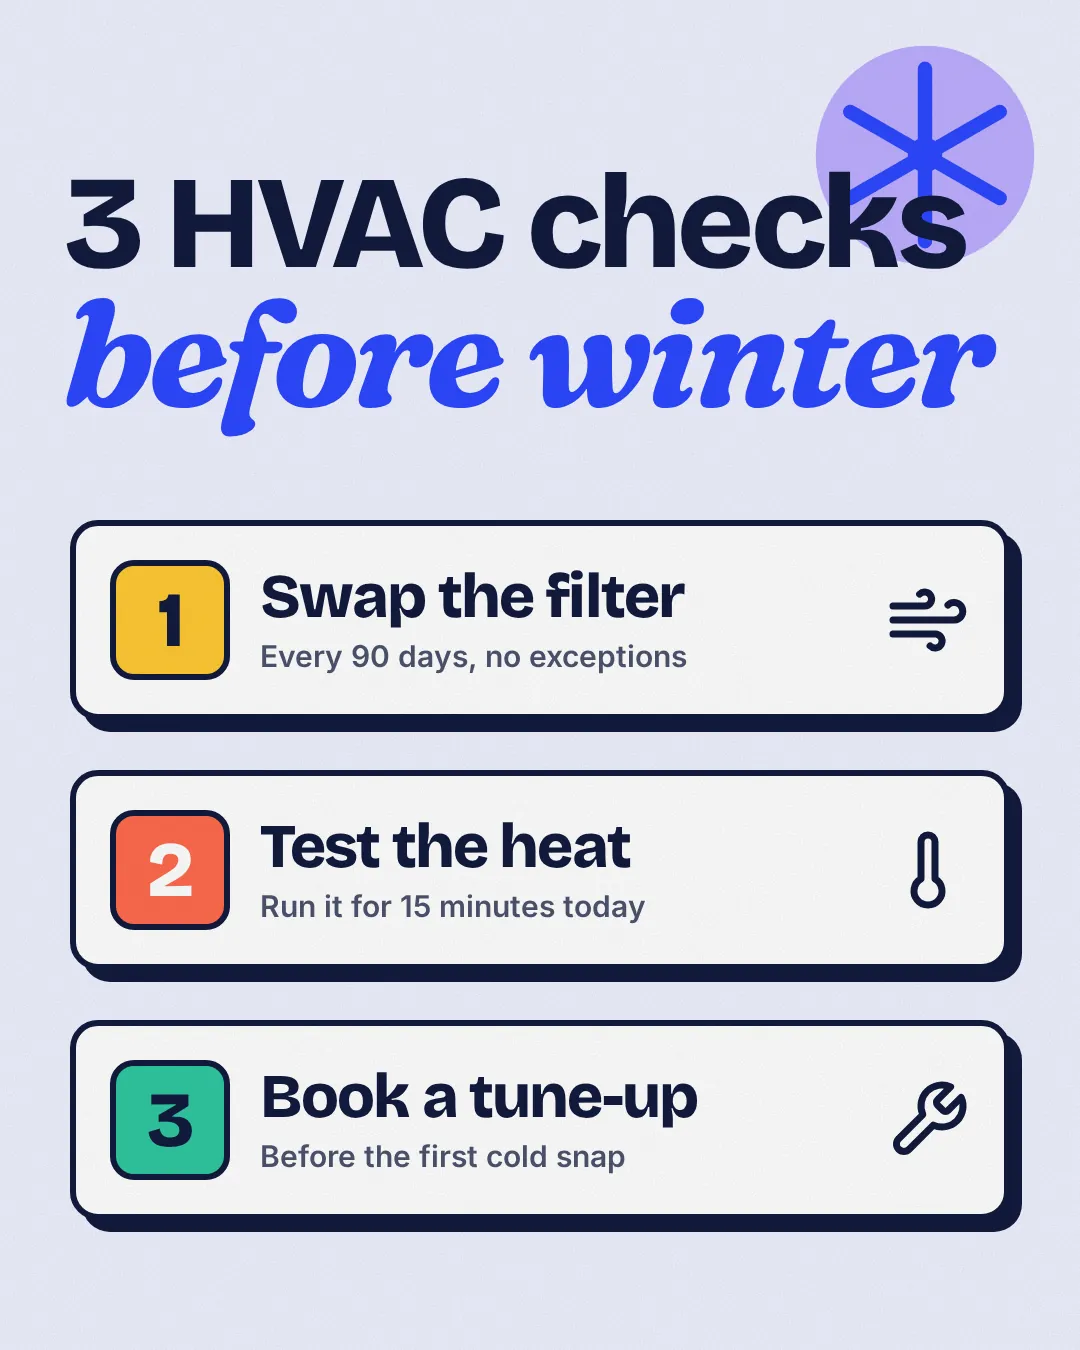 3 HVAC checks
before winter
1
Swap the filter
Every 90 days, no exceptions
2
Test the heat
Run it for 15 minutes today
3
Book a tune-up
Before the first cold snap